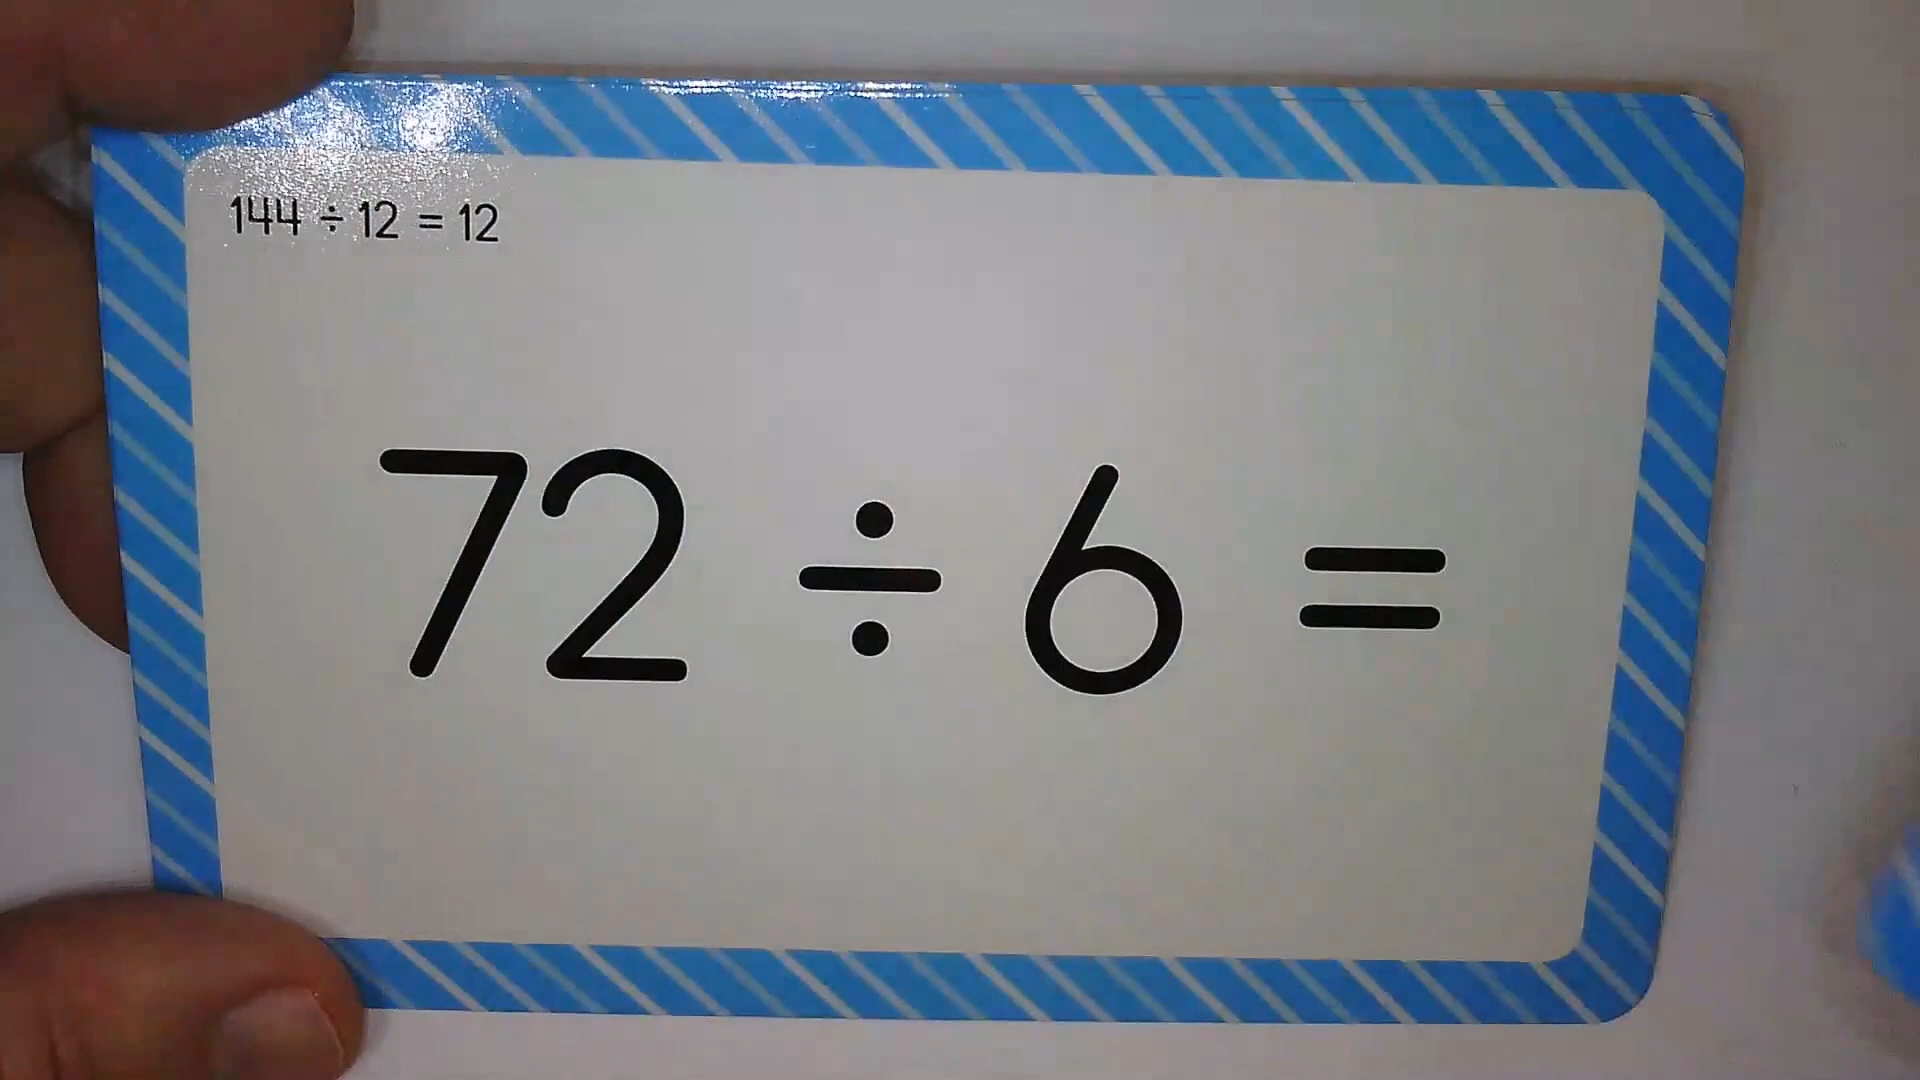 144 ÷ 12 = 12
72 ÷ 6 =